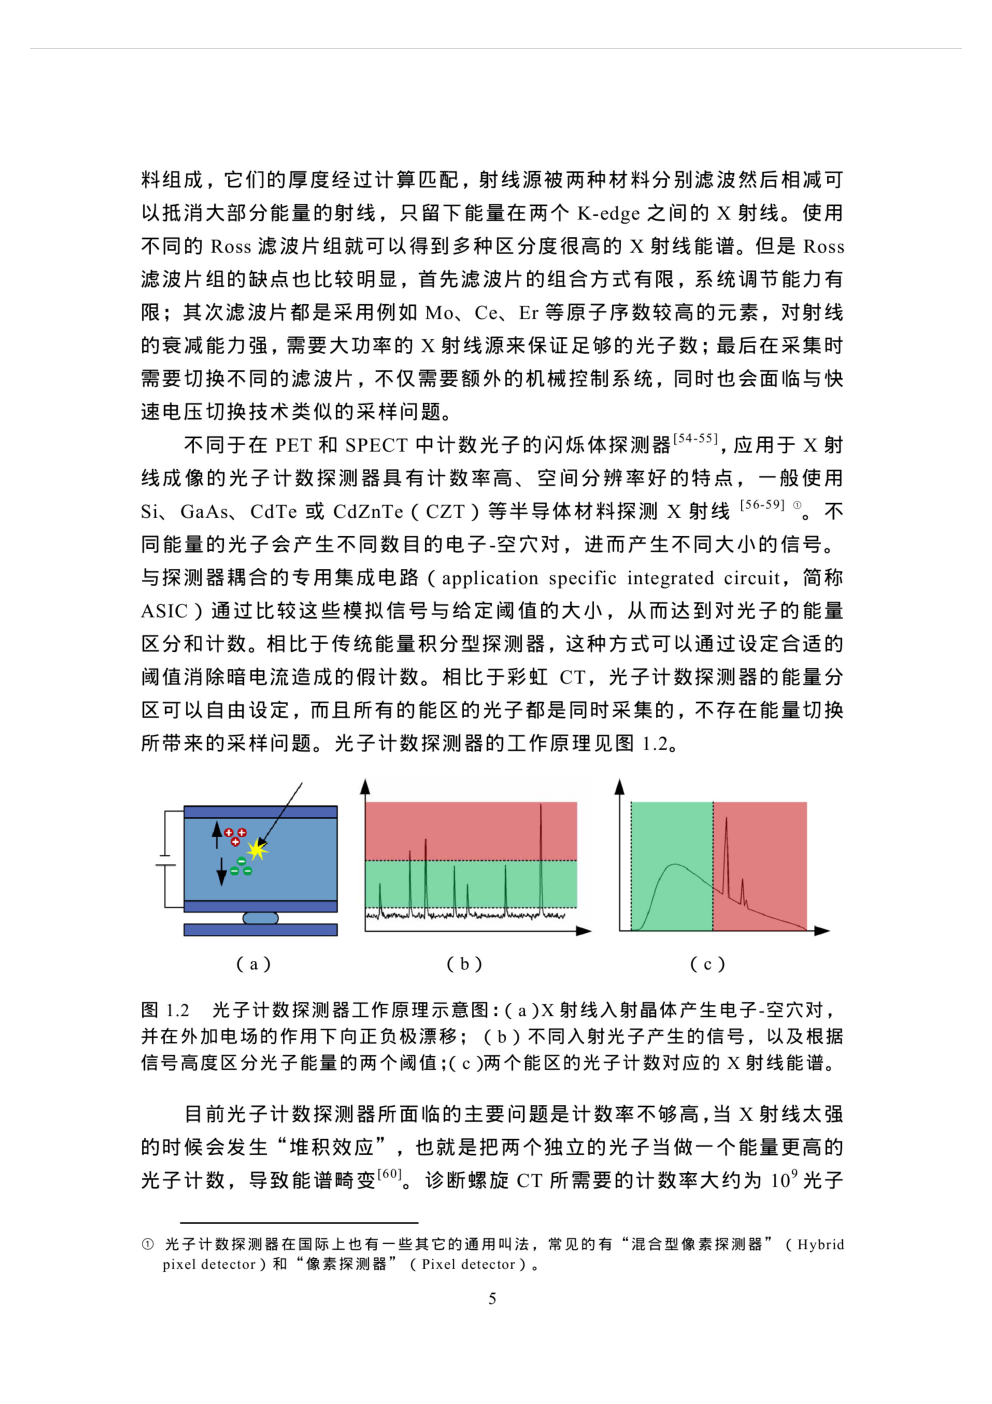 料组成，它们的厚度经过计算匹配，射线源被两种材料分别滤波然后相减可
以抵消大部分能量的射线，只留下能量在两个 K-edge 之间的 X 射线。使用
不同的 Ross 滤波片组就可以得到多种区分度很高的 X 射线能谱。但是 Ross
滤波片组的缺点也比较明显，首先滤波片的组合方式有限，系统调节能力有
限；其次滤波片都是采用例如 Mo、Ce、Er 等原子序数较高的元素，对射线
的衰减能力强，需要大功率的 X 射线源来保证足够的光子数；最后在采集时
需要切换不同的滤波片，不仅需要额外的机械控制系统，同时也会面临与快
速电压切换技术类似的采样问题。
不同于在 PET 和 SPECT 中计数光子的闪烁体探测器[54-55]，应用于 X 射
线成像的光子计数探测器具有计数率高、空间分辨率好的特点，一般使用
Si、GaAs、CdTe 或 CdZnTe（CZT）等半导体材料探测 X 射线 [56-59] ①。不
同能量的光子会产生不同数目的电子-空穴对，进而产生不同大小的信号。
与探测器耦合的专用集成电路（application specific integrated circuit，简称
ASIC）通过比较这些模拟信号与给定阈值的大小，从而达到对光子的能量
区分和计数。相比于传统能量积分型探测器，这种方式可以通过设定合适的
阈值消除暗电流造成的假计数。相比于彩虹 CT，光子计数探测器的能量分
区可以自由设定，而且所有的能区的光子都是同时采集的，不存在能量切换
所带来的采样问题。光子计数探测器的工作原理见图 1.2。
（a） （b） （c）
图 1.2 光子计数探测器工作原理示意图：（a）X 射线入射晶体产生电子-空穴对，
并在外加电场的作用下向正负极漂移；（b）不同入射光子产生的信号，以及根据
信号高度区分光子能量的两个阈值；（c）两个能区的光子计数对应的 X 射线能谱。
目前光子计数探测器所面临的主要问题是计数率不够高，当 X 射线太强
的时候会发生“堆积效应”，也就是把两个独立的光子当做一个能量更高的
光子计数，导致能谱畸变[60]。诊断螺旋 CT 所需要的计数率大约为 10⁹ 光子
① 光子计数探测器在国际上也有一些其它的通用叫法，常见的有“混合型像素探测器”（Hybrid
pixel detector）和“像素探测器”（Pixel detector）。
5